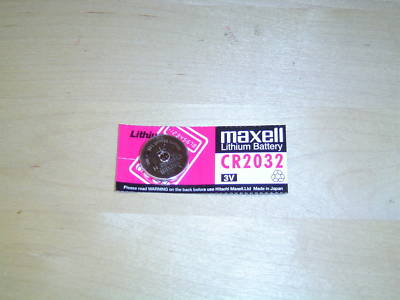 Lithiu
maxell
Lithium Battery
CR2032
3V
Please read WARNING on the back before use Hitachi Maxell.Ltd Made in Japan